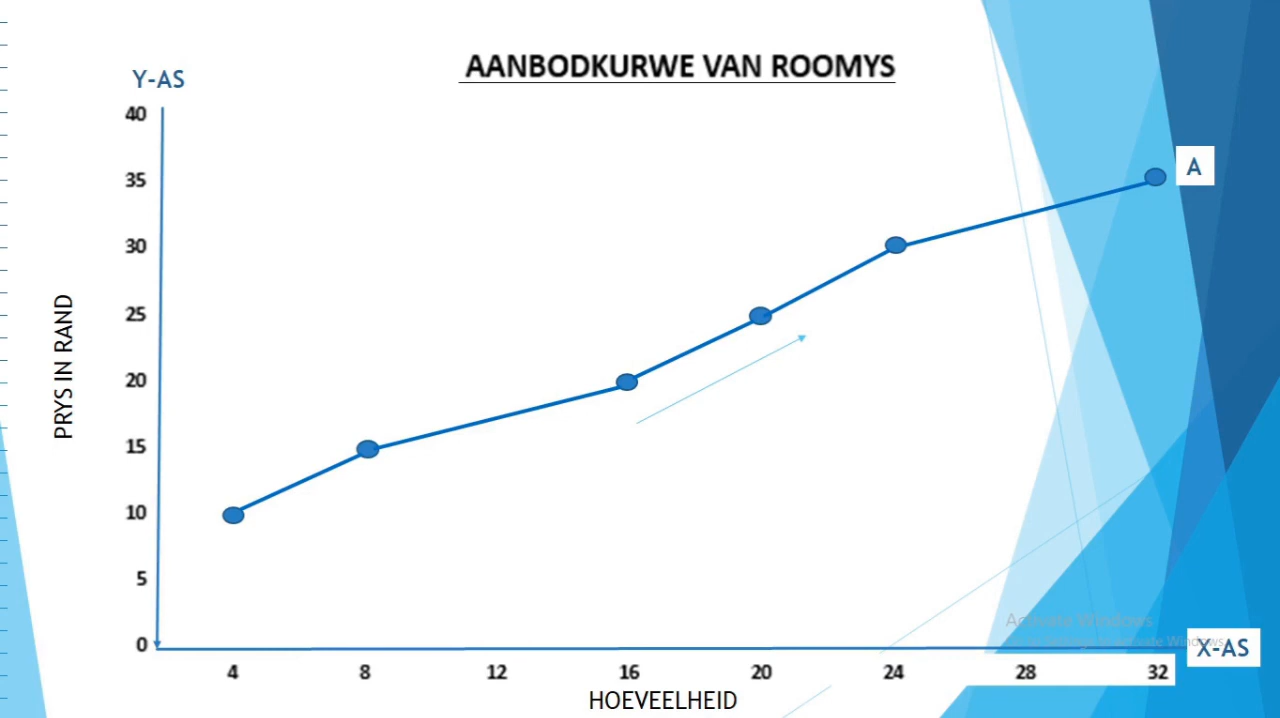 AANBODKURWE VAN ROOMYS
Y-AS
40
35
30
25
20
15
10
5
0
PRYS IN RAND
A
Activate Windows
X-AS
4 8 12 16 20 24 28 32
HOEVEELHEID